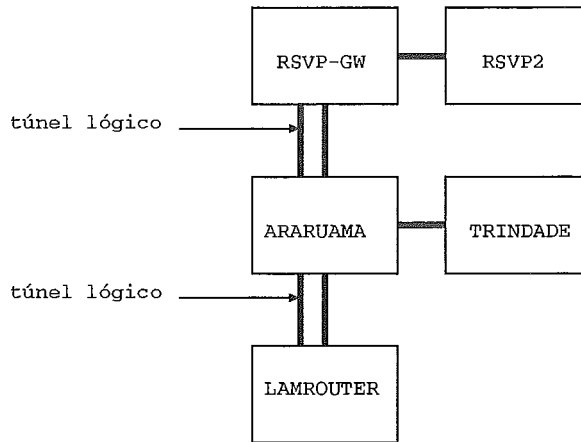 RSVP-GW
RSVP2
túnel lógico
ARARUAMA
TRINDADE
túnel lógico
LAMROUTER